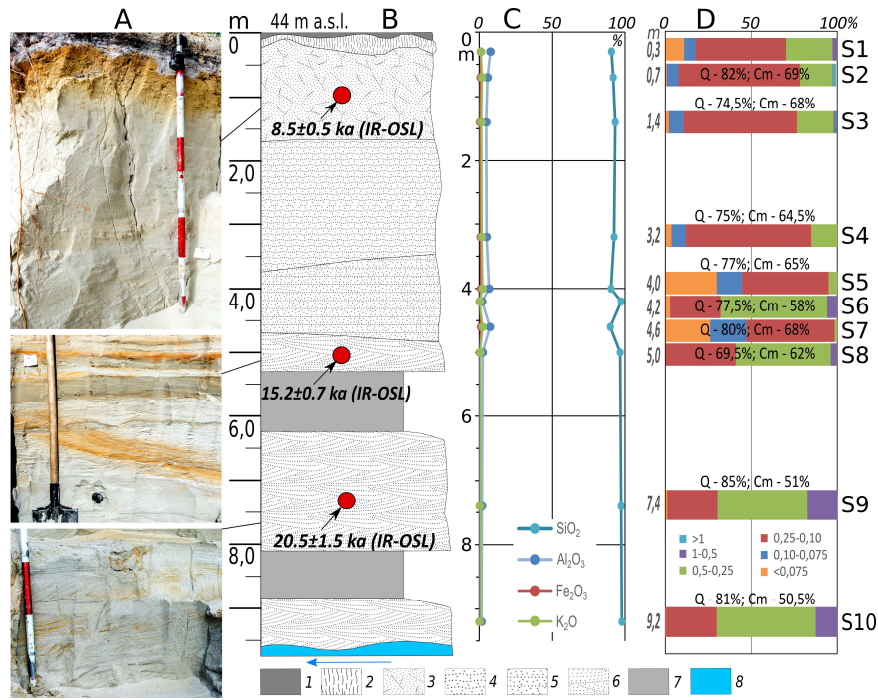 A
m
44 m a.s.l.
B
C
D
0
2,0
4,0
6,0
8,0
8.5±0.5 ka (IR-OSL)
15.2±0.7 ka (IR-OSL)
20.5±1.5 ka (IR-OSL)
0
100
%
0
m
2
4
6
8
SiO₂
Al₂O₃
Fe₂O₃
K₂O
0
50
100%
m
0,3
S1
0,7
Q - 82%; Cm - 69%
S2
Q - 74,5%; Cm - 68%
1,4
S3
Q - 75%; Cm - 64,5%
3,2
S4
Q - 77%; Cm - 65%
4,0
S5
4,2
Q - 77,5%; Cm - 58%
S6
4,6
Q - 80%; Cm - 68%
S7
5,0
Q - 69,5%; Cm - 62%
S8
Q - 85%; Cm - 51%
7,4
S9
>1
0,25-0,10
1-0,5
0,10-0,075
0,5-0,25
<0,075
Q - 81%; Cm - 50,5%
9,2
S10
1
2
3
4
5
6
7
8